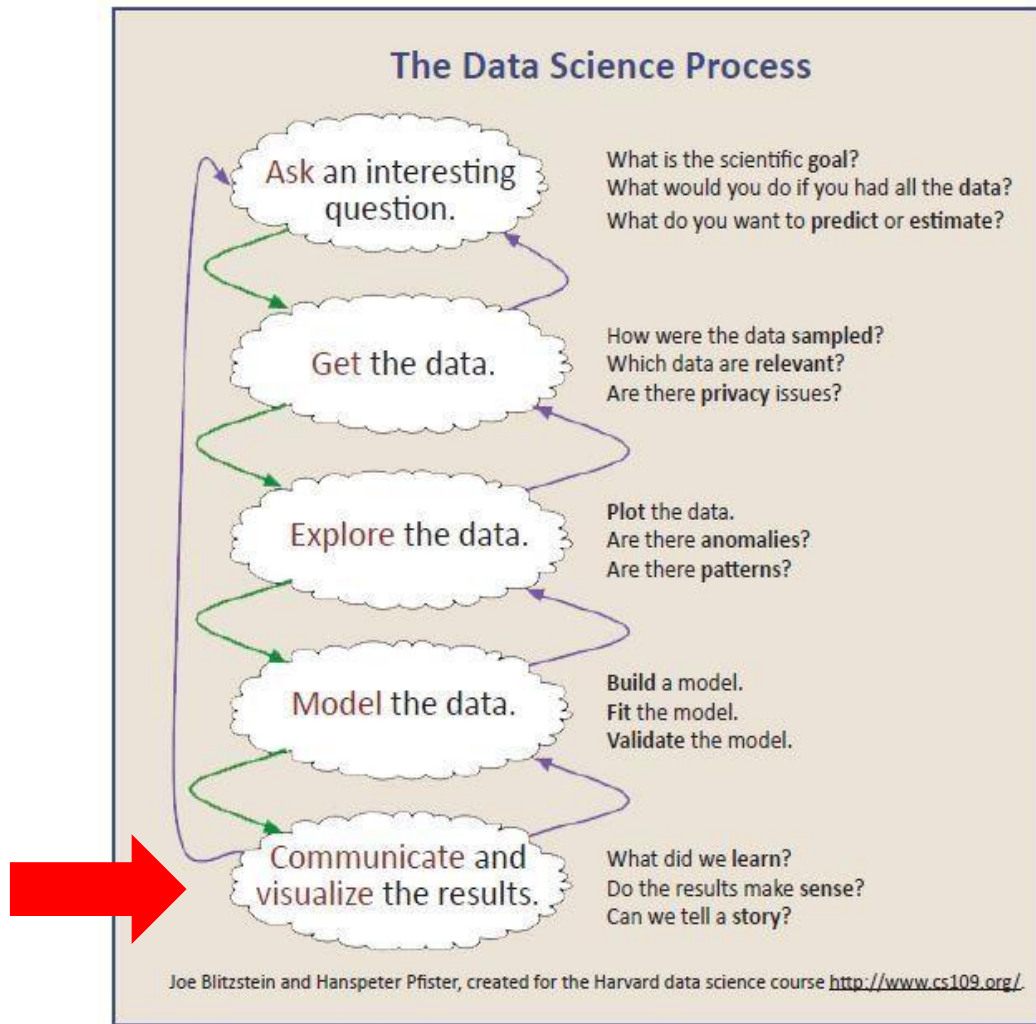 The Data Science Process
Ask an interesting
question.
What is the scientific goal?
What would you do if you had all the data?
What do you want to predict or estimate?
Get the data.
How were the data sampled?
Which data are relevant?
Are there privacy issues?
Explore the data.
Plot the data.
Are there anomalies?
Are there patterns?
Model the data.
Build a model.
Fit the model.
Validate the model.
Communicate and
visualize the results.
What did we learn?
Do the results make sense?
Can we tell a story?
Joe Blitzstein and Hanspeter Pfister, created for the Harvard data science course http://www.cs109.org/.